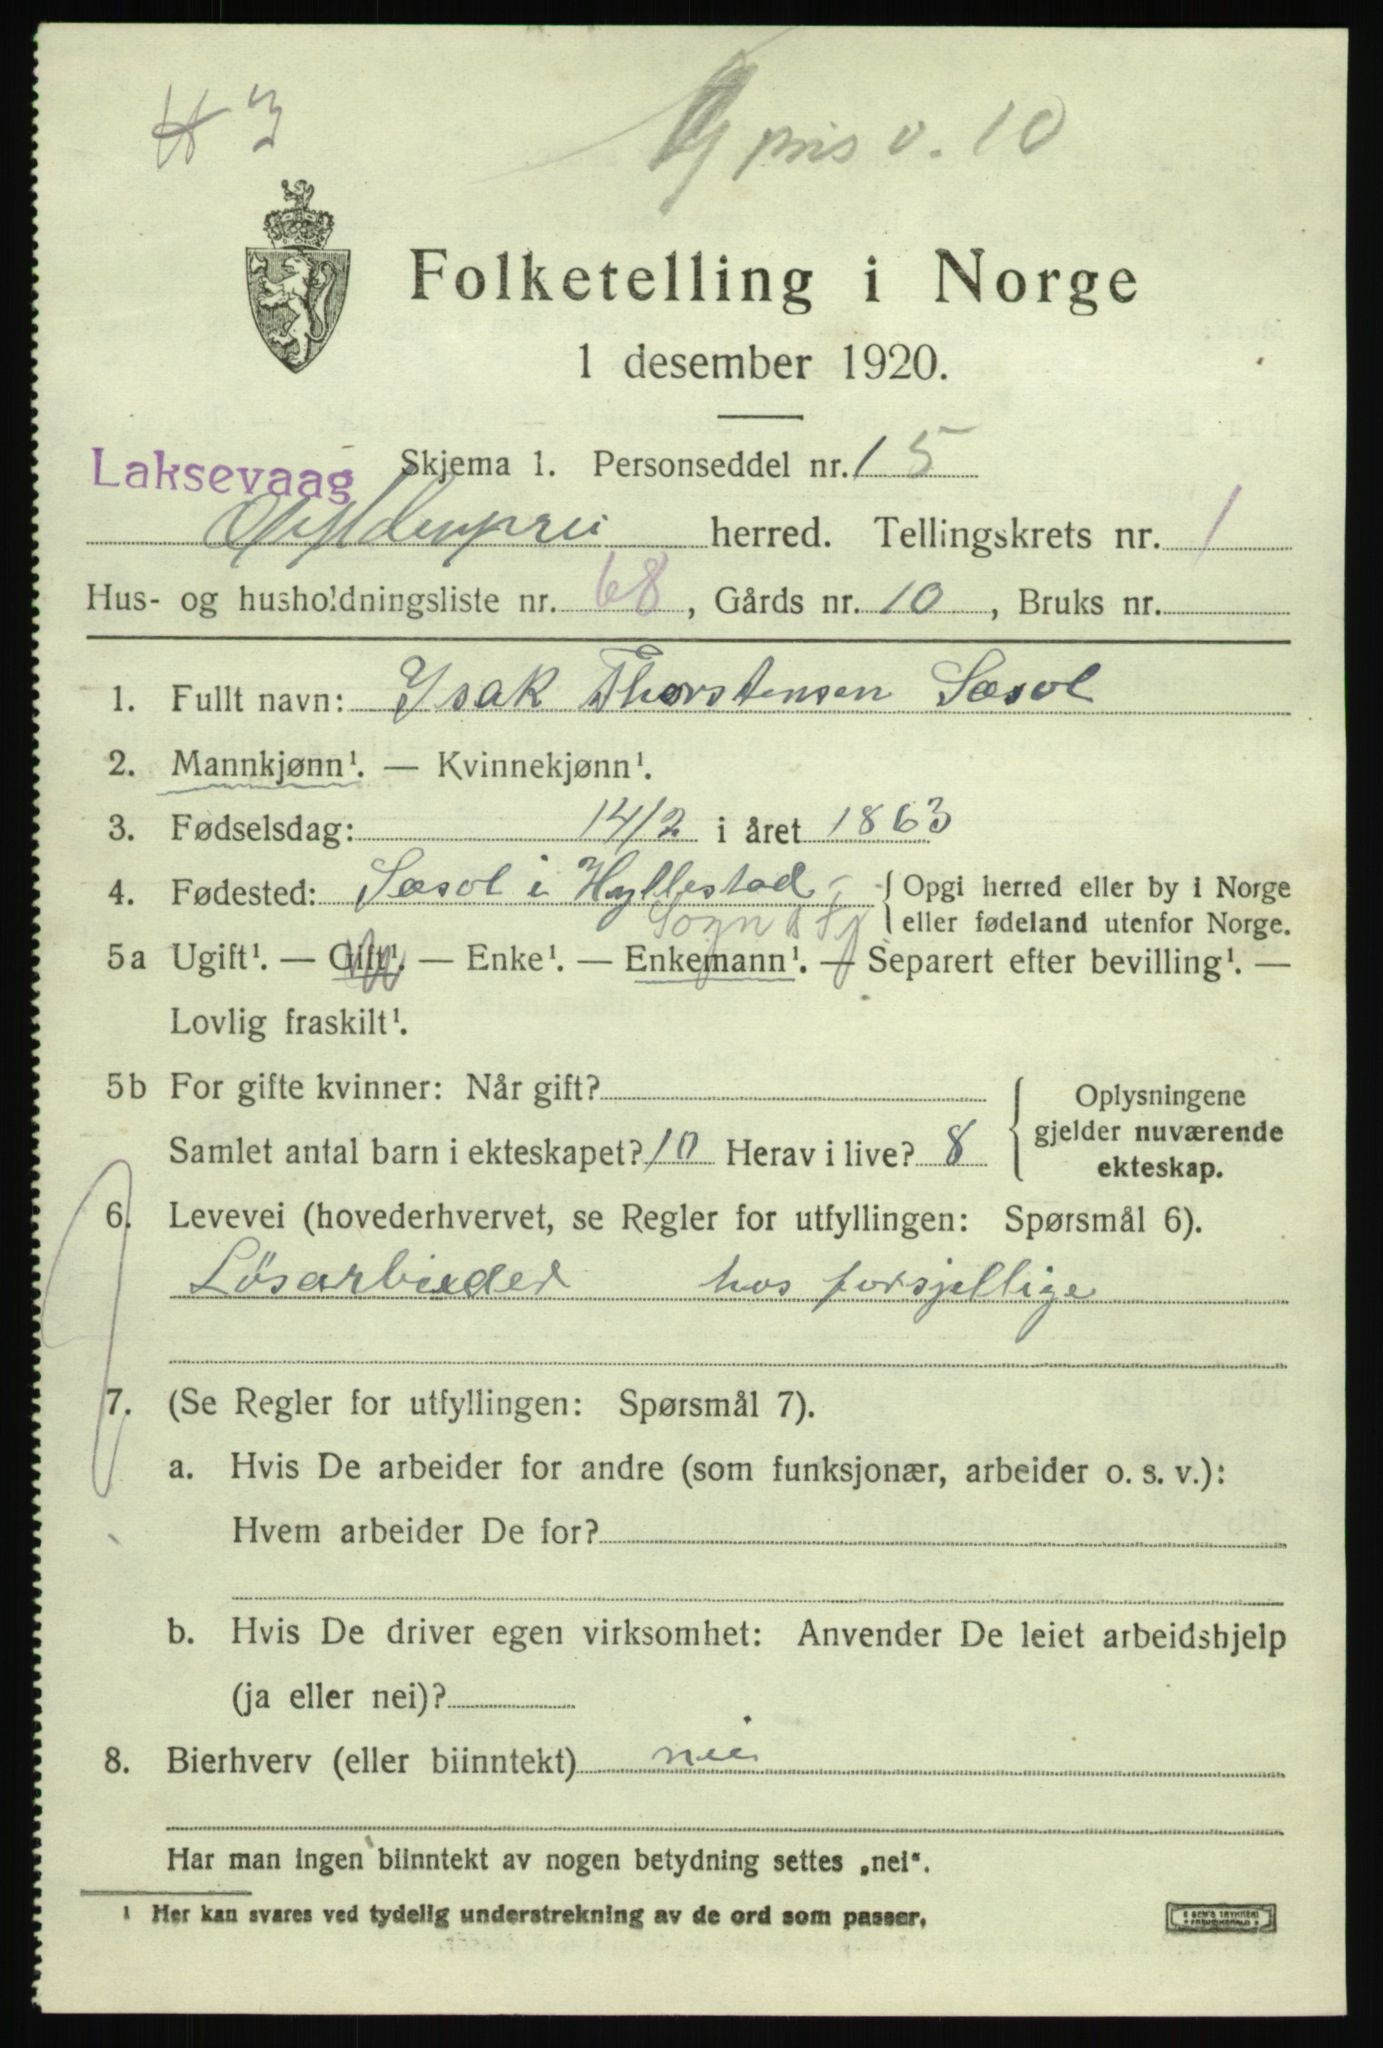 H 3
G pris v. 10
Folketelling i Norge
1 desember 1920.
Laksevaag
Skjema 1. Personseddel nr. 15
Gyldenpris herred. Tellingskrets nr. 1
Hus- og husholdningsliste nr. 68, Gårds nr. 10, Bruks nr.
1. Fullt navn: Ysak Thorstensen Sæsol
2. Mannkjønn¹. — Kvinnekjønn¹.
3. Fødselsdag: 14/2 i året 1863
4. Fødested: Sæsol i Hyllestad - { Opgi herred eller by i Norge
Sogn & Fj eller fødeland utenfor Norge.
5a Ugift¹. — Gift¹. — Enke¹. — Enkemann¹. — Separert efter bevilling¹. —
Lovlig fraskilt¹.
5b For gifte kvinner: Når gift?
Samlet antal barn i ekteskapet? 10 Herav i live? 8
Oplysningene
gjelder nuværende
ekteskap.
6. Levevei (hovederhvervet, se Regler for utfyllingen: Spørsmål 6).
Lösarbeider hos forsjellige
7. (Se Regler for utfyllingen: Spørsmål 7).
a. Hvis De arbeider for andre (som funksjonær, arbeider o. s. v.):
Hvem arbeider De for?
b. Hvis De driver egen virksomhet: Anvender De leiet arbeidshjelp
(ja eller nei)?
8. Bierhverv (eller biinntekt) nei
Har man ingen biinntekt av nogen betydning settes „nei“.
¹ Her kan svares ved tydelig understrekning av de ord som passer.